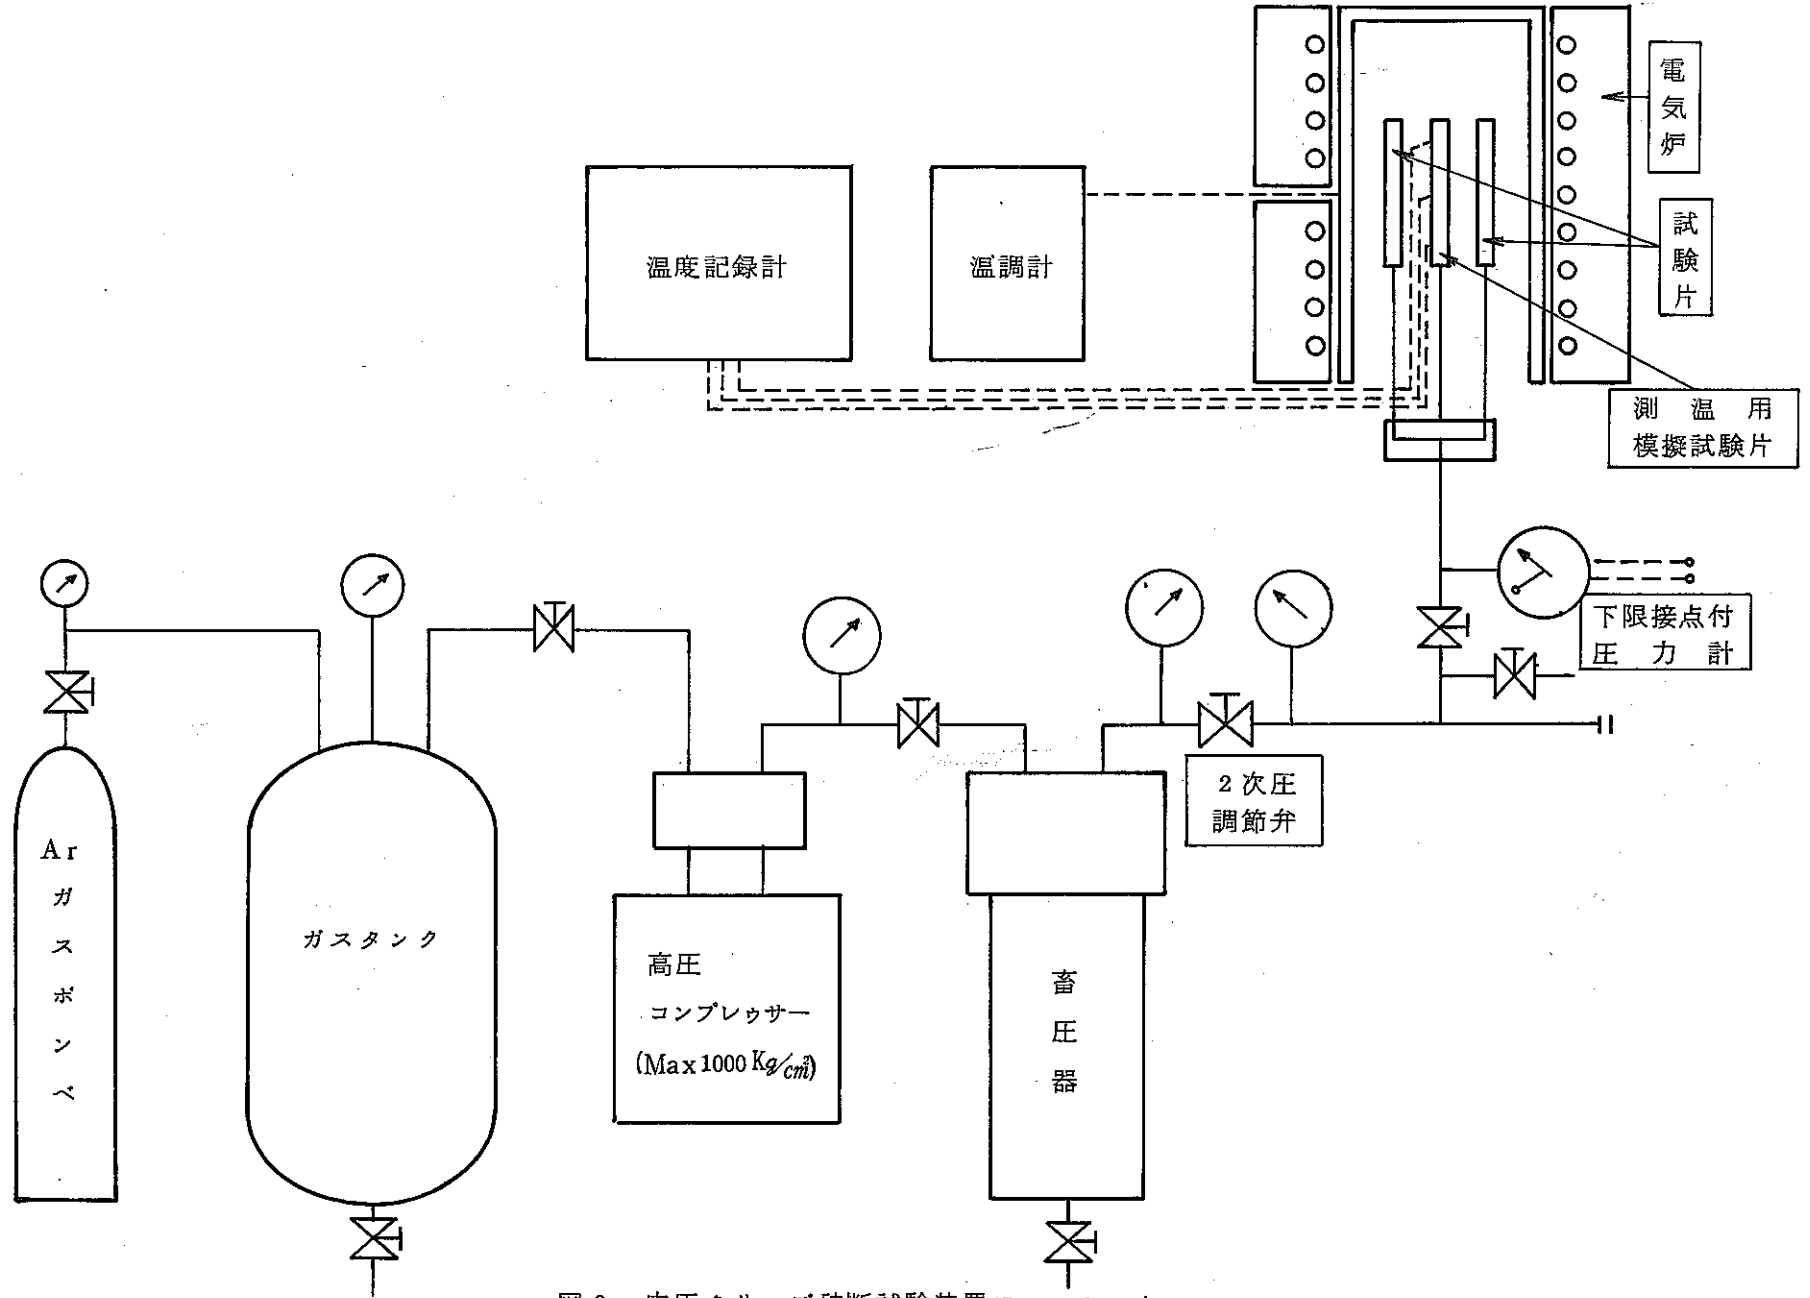 電気炉
試験片
温度記録計
温調計
測温用
模擬試験片
下限接点付
圧力計
2次圧
調節弁
Ar
ガスボンベ
ガスタンク
高圧
コンプレッサー
(Max 1000 Kg/cm²)
畜圧器